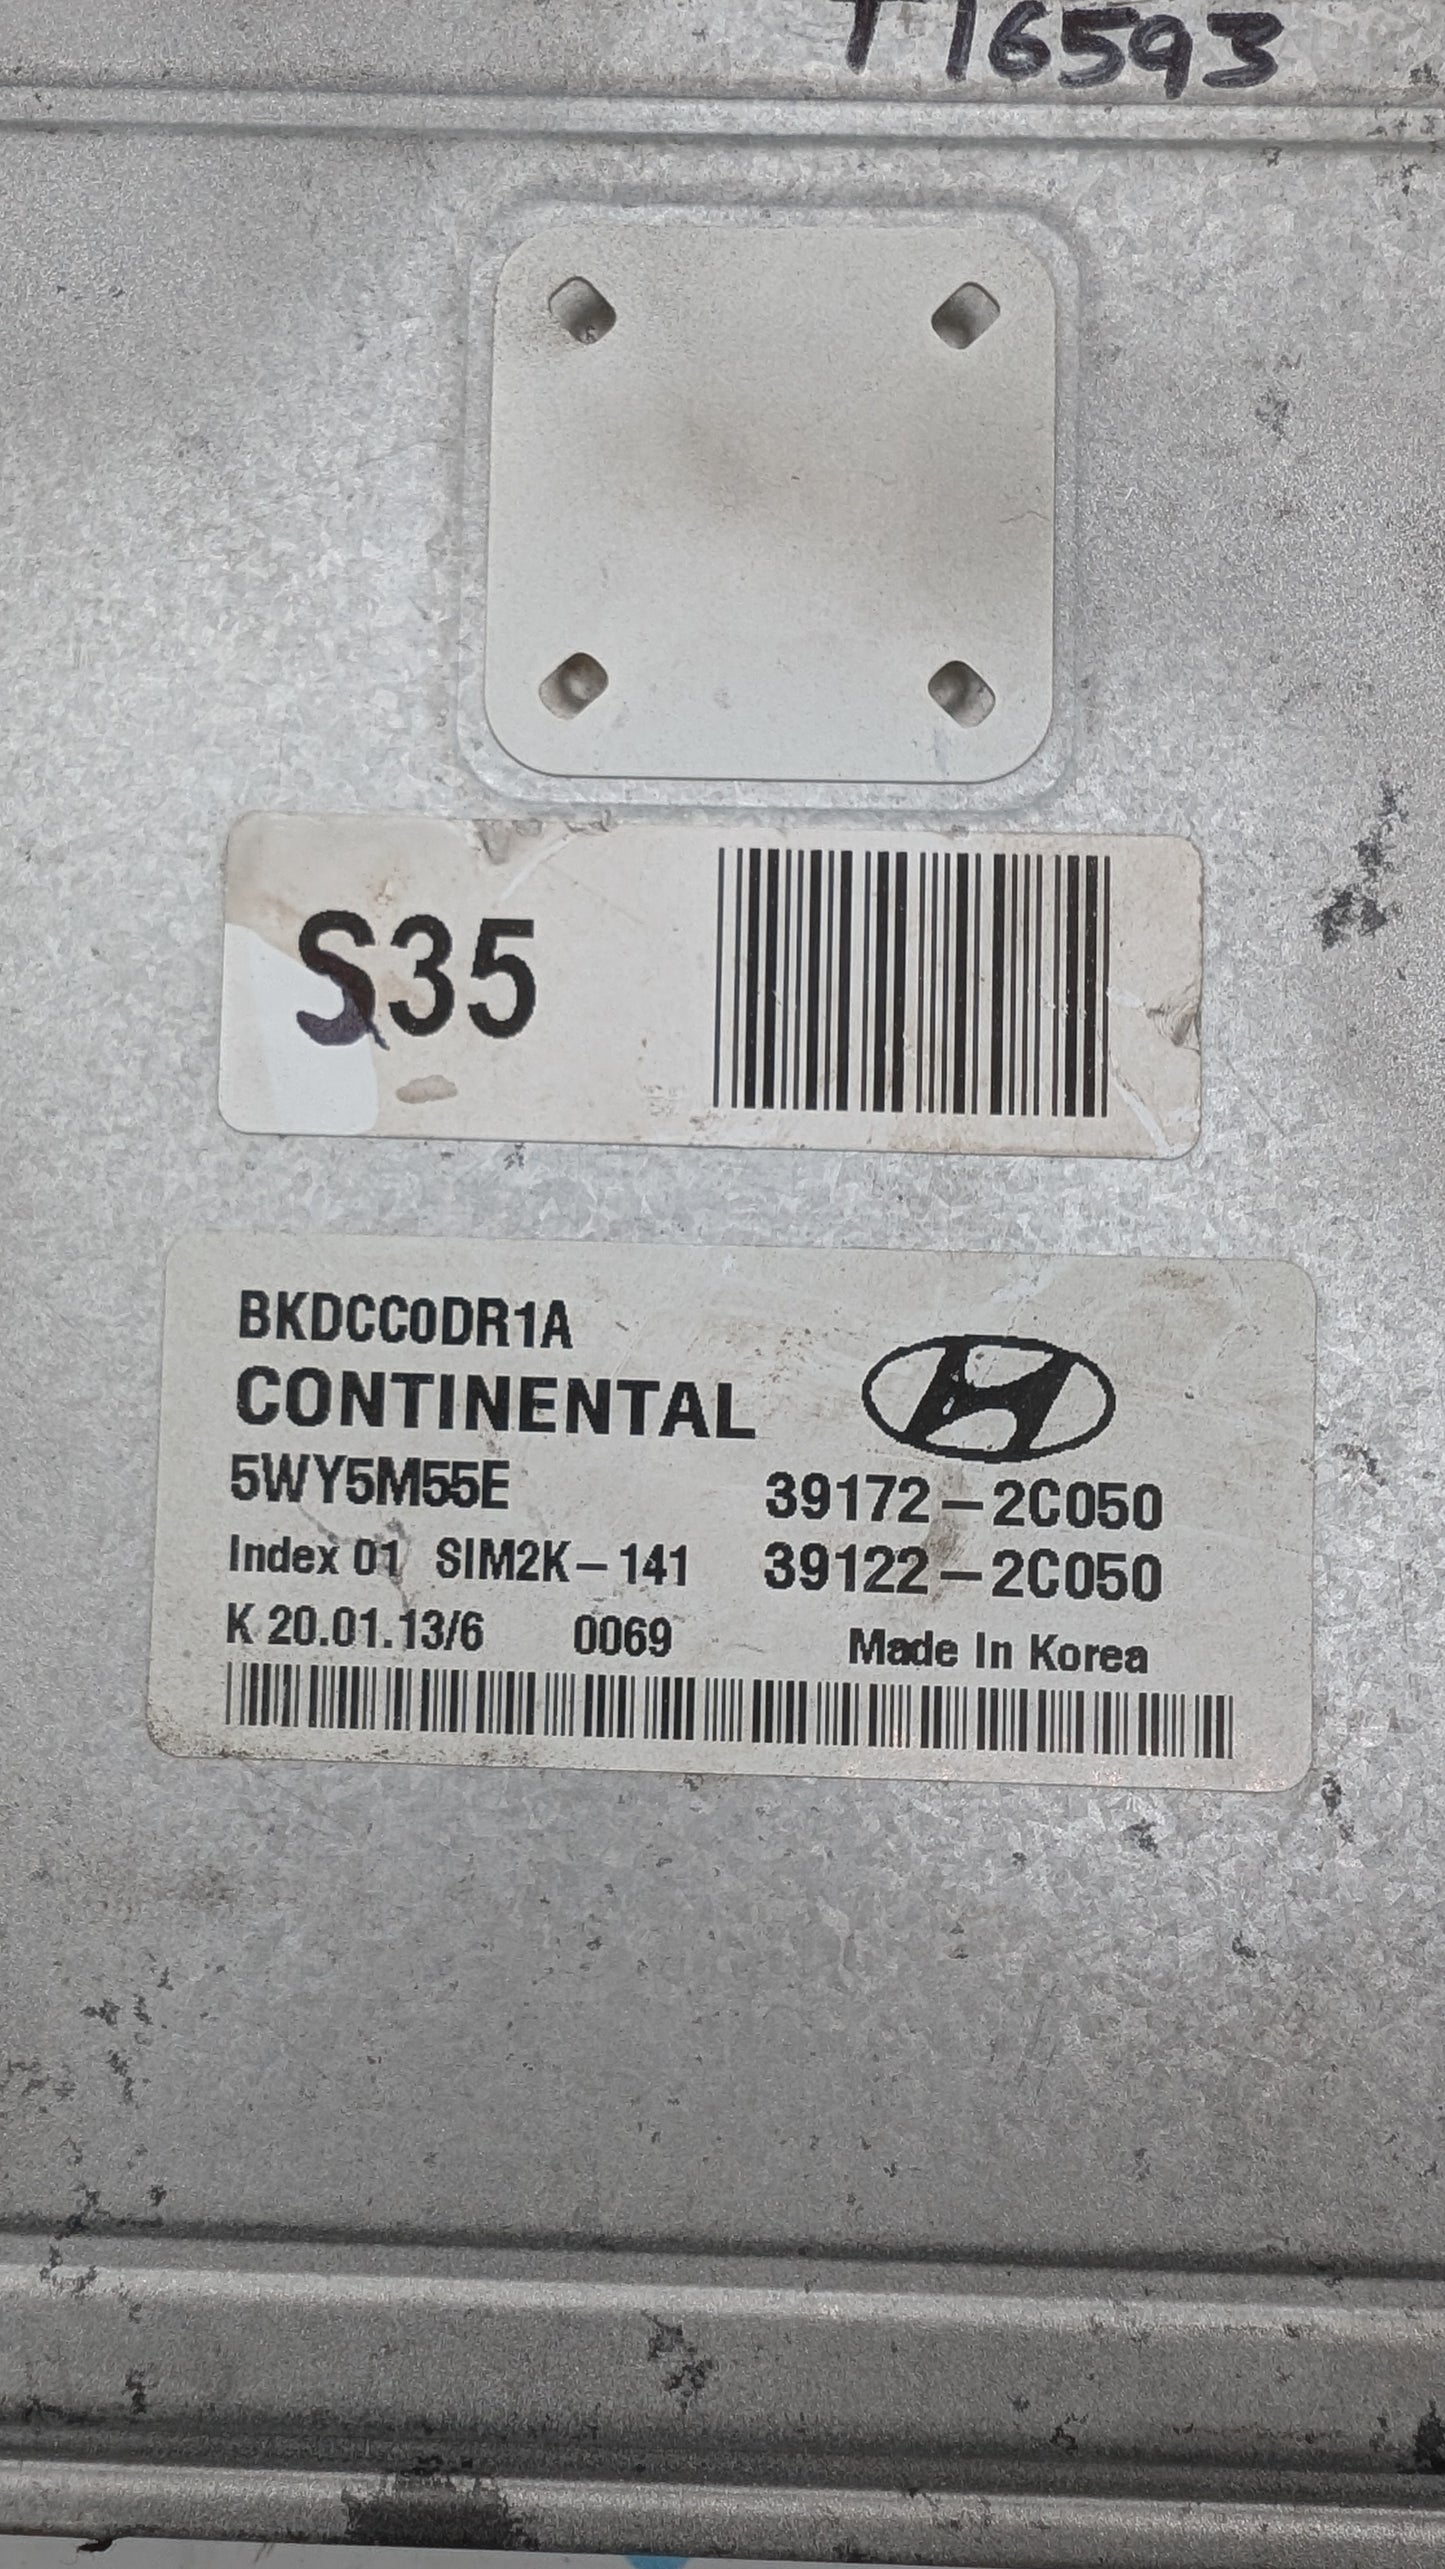 T16593
S35
BKDCC0DR1A
CONTINENTAL
5WY5M55E 39172-2C050
Index 01 SIM2K-141 39122-2C050
K 20.01.13/6 0069 Made In Korea